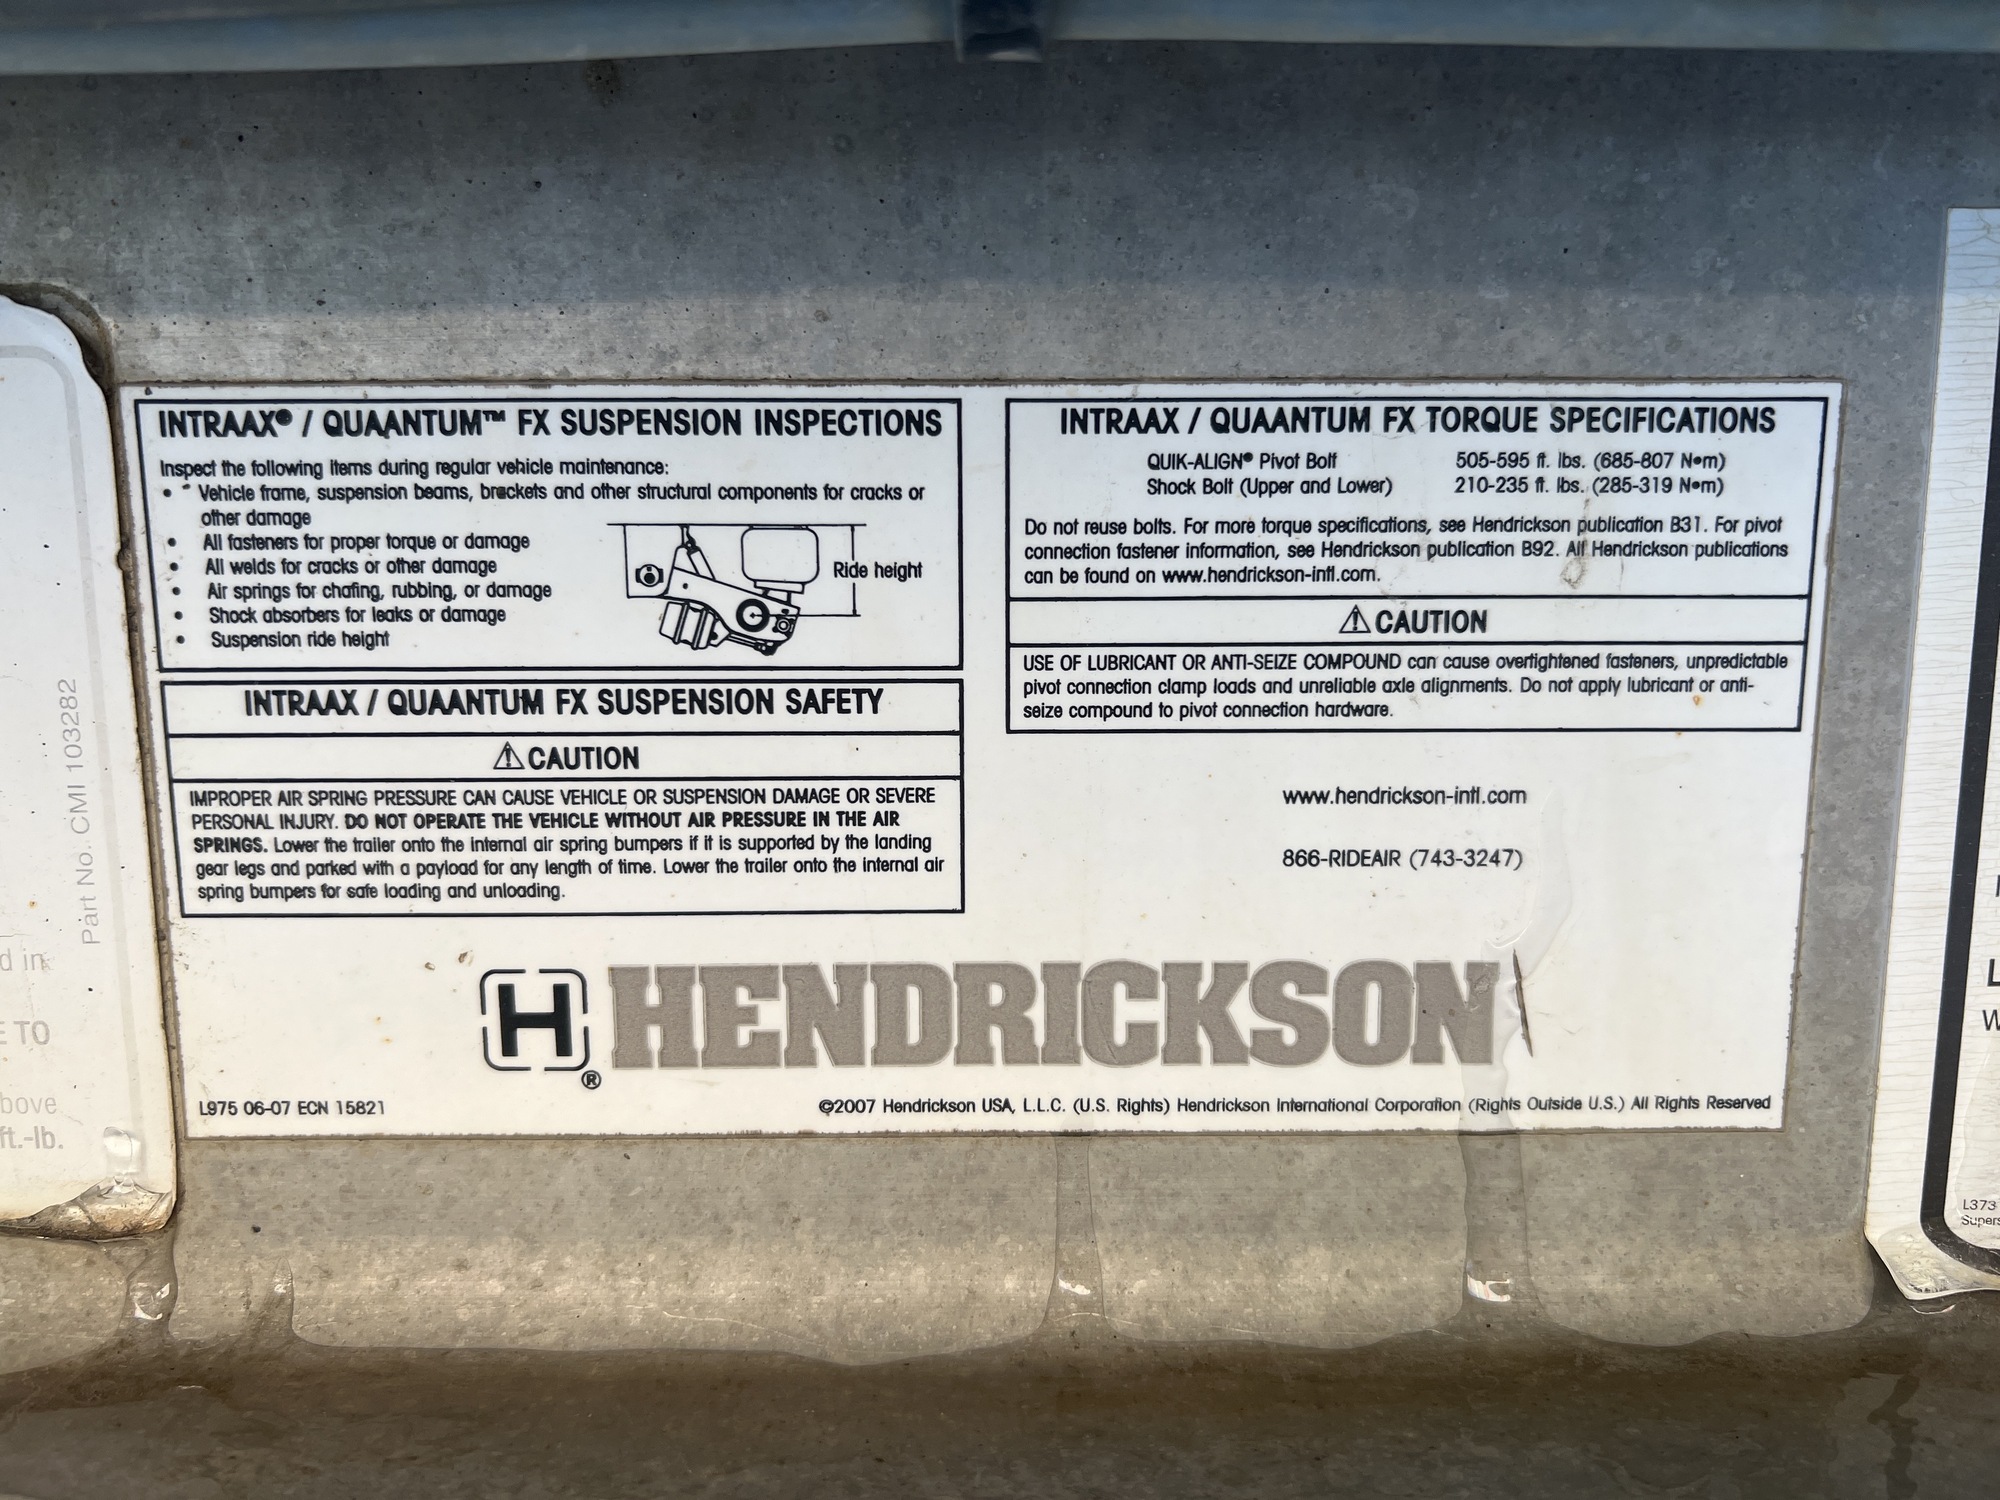 INTRAAX® / QUAANTUM™ FX SUSPENSION INSPECTIONS
Inspect the following items during regular vehicle maintenance:
• Vehicle frame, suspension beams, brackets and other structural components for cracks or
other damage
• All fasteners for proper torque or damage
• All welds for cracks or other damage
• Air springs for chafing, rubbing, or damage
• Shock absorbers for leaks or damage
• Suspension ride height
Ride height
INTRAAX / QUAANTUM FX SUSPENSION SAFETY
⚠ CAUTION
IMPROPER AIR SPRING PRESSURE CAN CAUSE VEHICLE OR SUSPENSION DAMAGE OR SEVERE
PERSONAL INJURY. DO NOT OPERATE THE VEHICLE WITHOUT AIR PRESSURE IN THE AIR
SPRINGS. Lower the trailer onto the internal air spring bumpers if it is supported by the landing
gear legs and parked with a payload for any length of time. Lower the trailer onto the internal air
spring bumpers for safe loading and unloading.
INTRAAX / QUAANTUM FX TORQUE SPECIFICATIONS
QUIK-ALIGN® Pivot Bolt 505-595 ft. lbs. (685-807 N•m)
Shock Bolt (Upper and Lower) 210-235 ft. lbs. (285-319 N•m)
Do not reuse bolts. For more torque specifications, see Hendrickson publication B31. For pivot
connection fastener information, see Hendrickson publication B92. All Hendrickson publications
can be found on www.hendrickson-intl.com.
⚠ CAUTION
USE OF LUBRICANT OR ANTI-SEIZE COMPOUND can cause overtightened fasteners, unpredictable
pivot connection clamp loads and unreliable axle alignments. Do not apply lubricant or anti-
seize compound to pivot connection hardware.
www.hendrickson-intl.com
866-RIDEAIR (743-3247)
H® HENDRICKSON
L975 06-07 ECN 15821
©2007 Hendrickson USA, L.L.C. (U.S. Rights) Hendrickson International Corporation (Rights Outside U.S.) All Rights Reserved
Part No. CMI 103282
d in
E TO
bove
ft.-lb.
L
W
L373
Supers